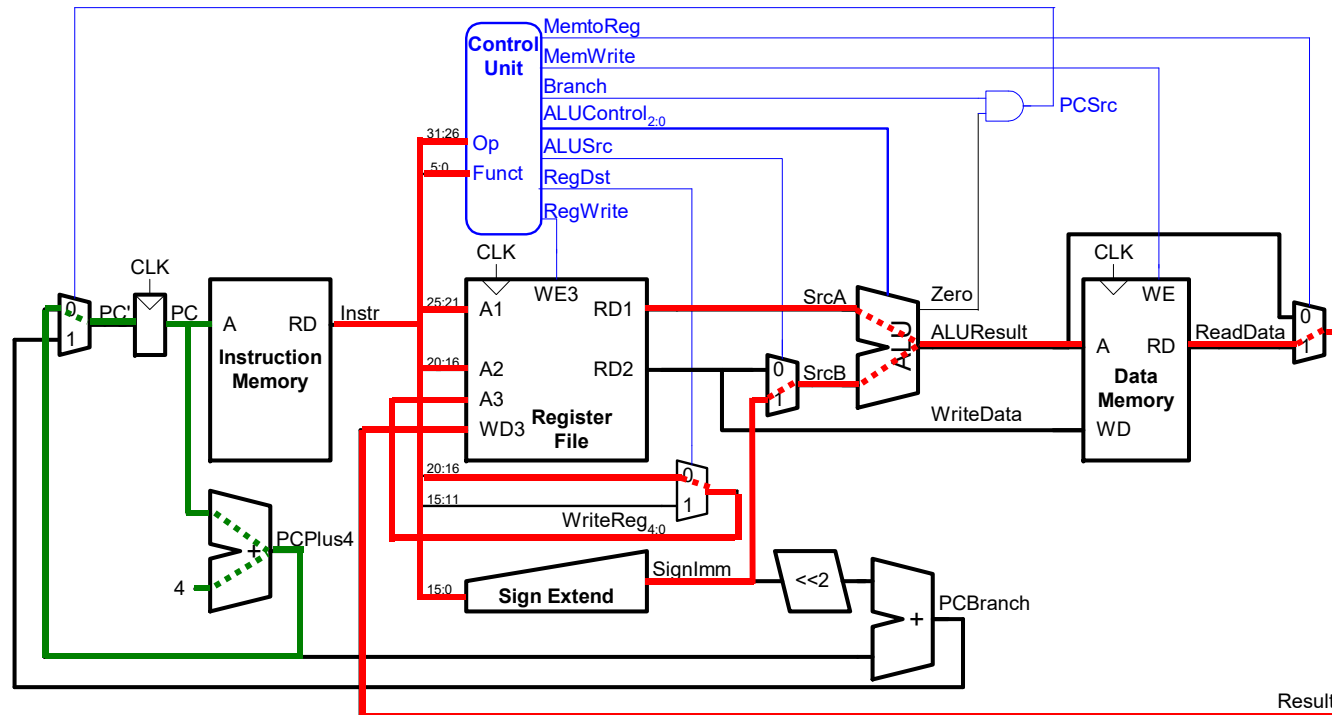 MemtoReg
Control
Unit
MemWrite
Branch
PCSrc
ALUControl2:0
31:26
Op
ALUSrc
5:0
Funct
RegDst
RegWrite
CLK
CLK
CLK
25:21
A1
WE3
RD1
SrcA
Zero
WE
0
PC'
PC
A
RD
Instr
ALU
ALUResult
A
RD
ReadData
0
1
1
Instruction
Memory
20:16
A2
RD2
0
SrcB
1
Data
Memory
A3
Register
File
WriteData
WD3
WD
20:16
0
15:11
1
WriteReg4:0
PCPlus4
+
4
SignImm
<<2
15:0
Sign Extend
PCBranch
+
Result